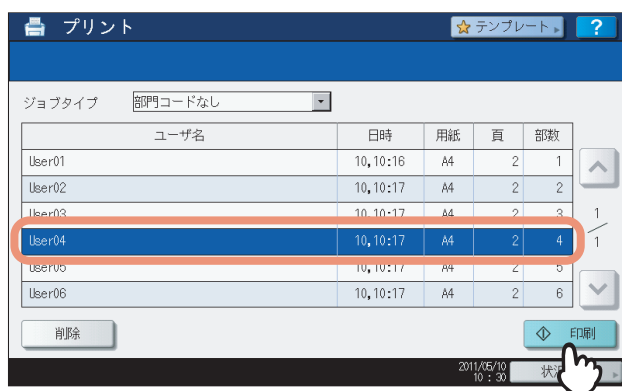 プリント テンプレート ?
ジョブタイプ 部門コードなし
ユーザ名 日時 用紙 頁 部数
User01 10,10:16 A4 2 1
User02 10,10:17 A4 2 2
User03 10,10:17 A4 2 3
User04 10,10:17 A4 2 4
User05 10,10:17 A4 2 5
User06 10,10:17 A4 2 6
1/1
削除 印刷
2011/05/10
10:30